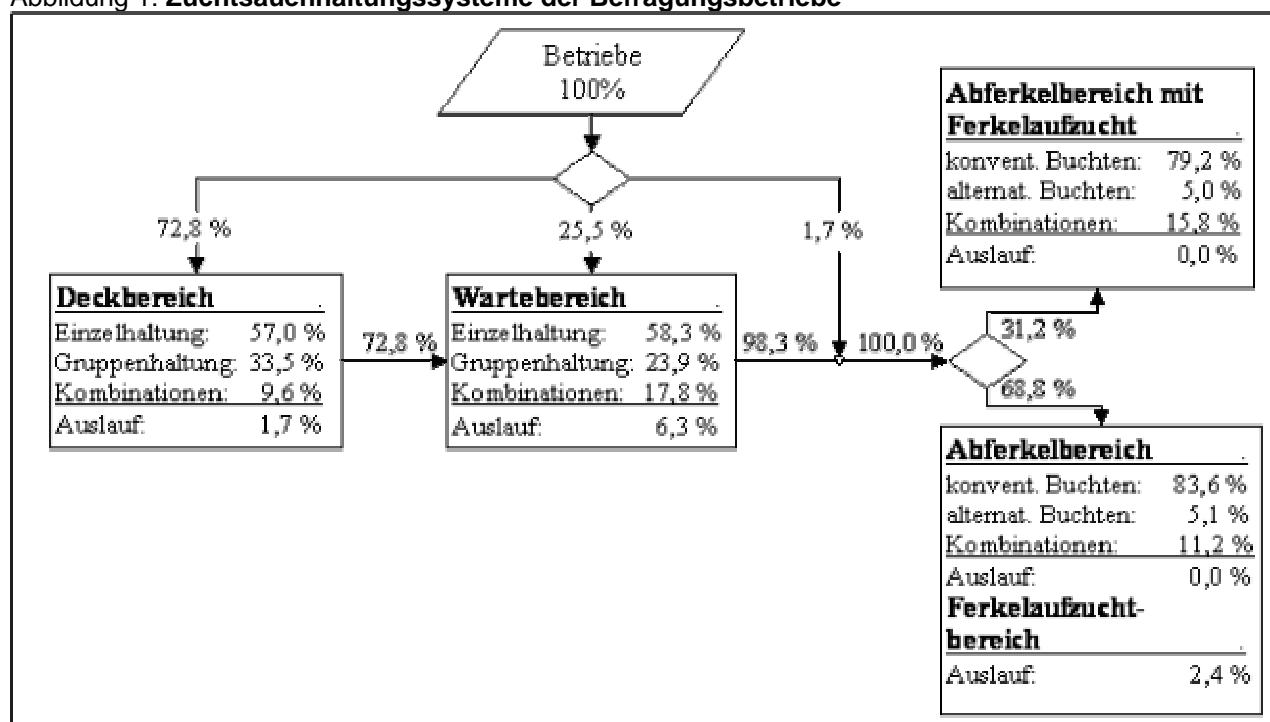 Abbildung 1: Zuchtsauenhaltungssysteme der Befragungsbetriebe
Betriebe
100%
72,8 %
25,5 %
1,7 %
Deckbereich .
Einzelhaltung: 57,0 %
Gruppenhaltung: 33,5 %
Kombinationen: 9,6 %
Auslauf: 1,7 %
72,8 %
Wartebereich .
Einzelhaltung: 58,3 %
Gruppenhaltung: 23,9 %
Kombinationen: 17,8 %
Auslauf: 6,3 %
98,3 %
100,0 %
31,2 %
68,8 %
Abferkelbereich mit
Ferkelaufzucht .
konvent. Buchten: 79,2 %
alternat. Buchten: 5,0 %
Kombinationen: 15,8 %
Auslauf: 0,0 %
Abferkelbereich .
konvent. Buchten: 83,6 %
alternat. Buchten: 5,1 %
Kombinationen: 11,2 %
Auslauf: 0,0 %
Ferkelaufzucht-
bereich .
Auslauf: 2,4 %